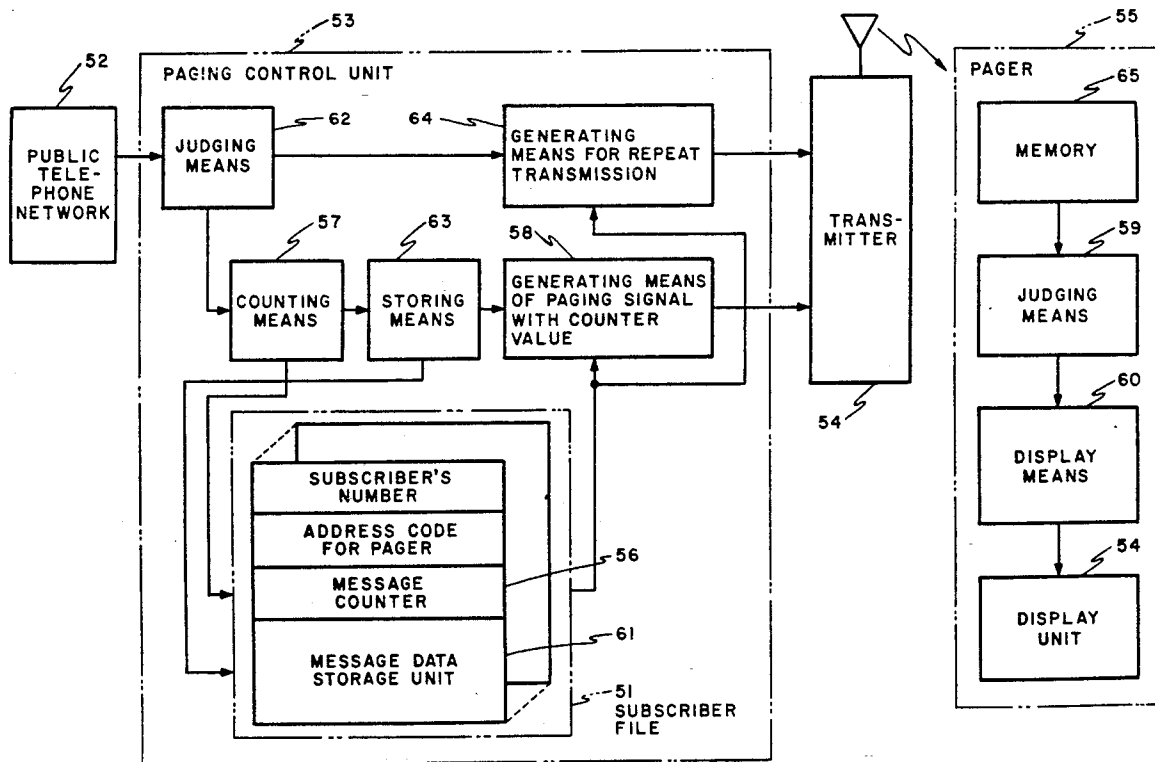 53
55
52
PAGING CONTROL UNIT
PAGER
65
62
64
PUBLIC
TELE-
PHONE
NETWORK
JUDGING
MEANS
GENERATING
MEANS FOR REPEAT
TRANSMISSION
MEMORY
TRANS-
MITTER
57
63
58
59
COUNTING
MEANS
STORING
MEANS
GENERATING MEANS
OF PAGING SIGNAL
WITH COUNTER
VALUE
JUDGING
MEANS
60
54
DISPLAY
MEANS
SUBSCRIBER'S
NUMBER
ADDRESS CODE
FOR PAGER
56
MESSAGE
COUNTER
54
61
MESSAGE DATA
STORAGE UNIT
DISPLAY
UNIT
51
SUBSCRIBER
FILE